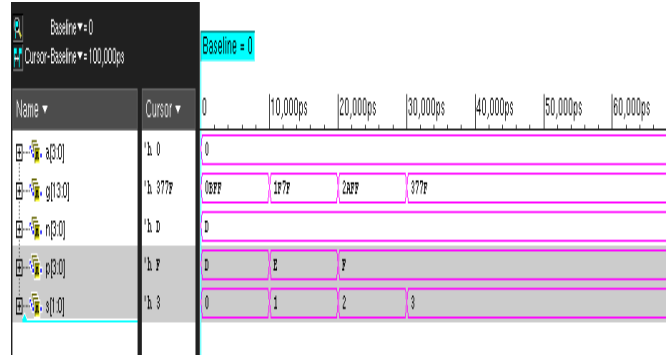 Baseline▼=0
Cursor-Baseline▼=100,000ps
Baseline = 0
Name▼ Cursor▼ 0 10,000ps 20,000ps 30,000ps 40,000ps 50,000ps 60,000ps
a[3:0] 'h 0 0
g[13:0] 'h 377F 0BFF 1F7F 2AFF 377F
n[3:0] 'h D D
p[3:0] 'h F D E F
s[1:0] 'h 3 0 1 2 3